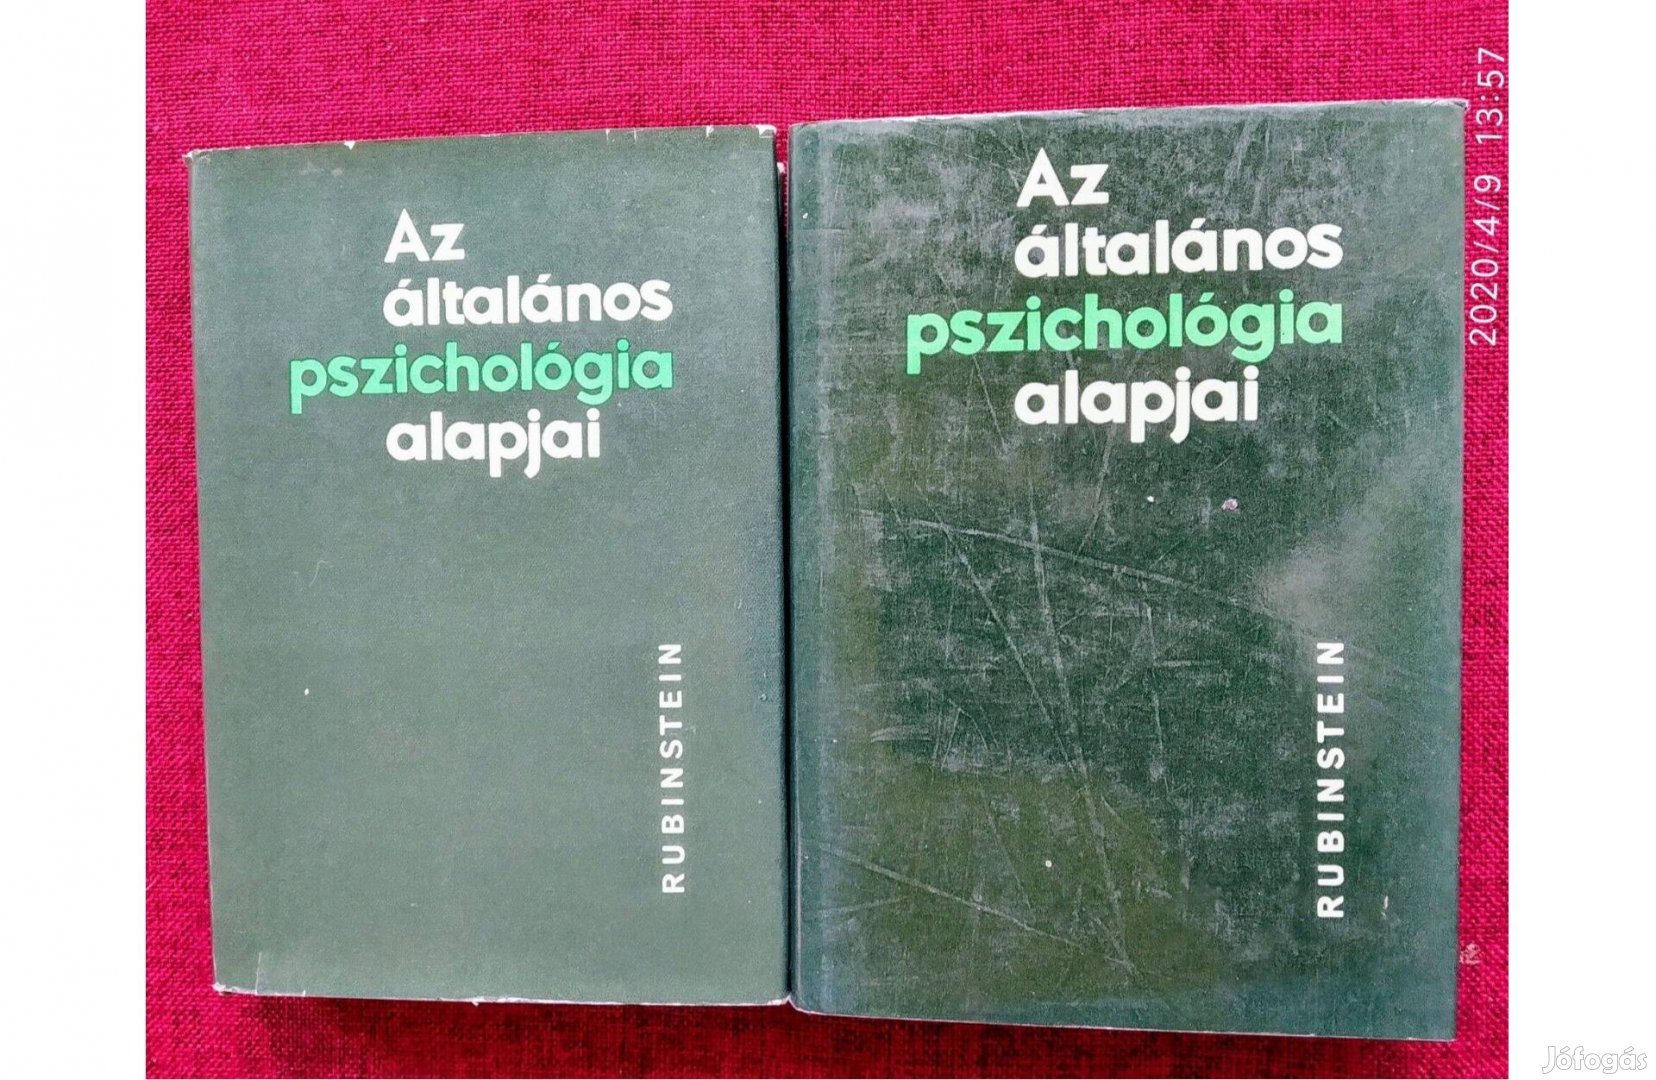 Az
általános
pszichológia
alapjai
RUBINSTEIN
Az
általános
pszichológia
alapjai
RUBINSTEIN
2020/4/9 13:57
Jófogás